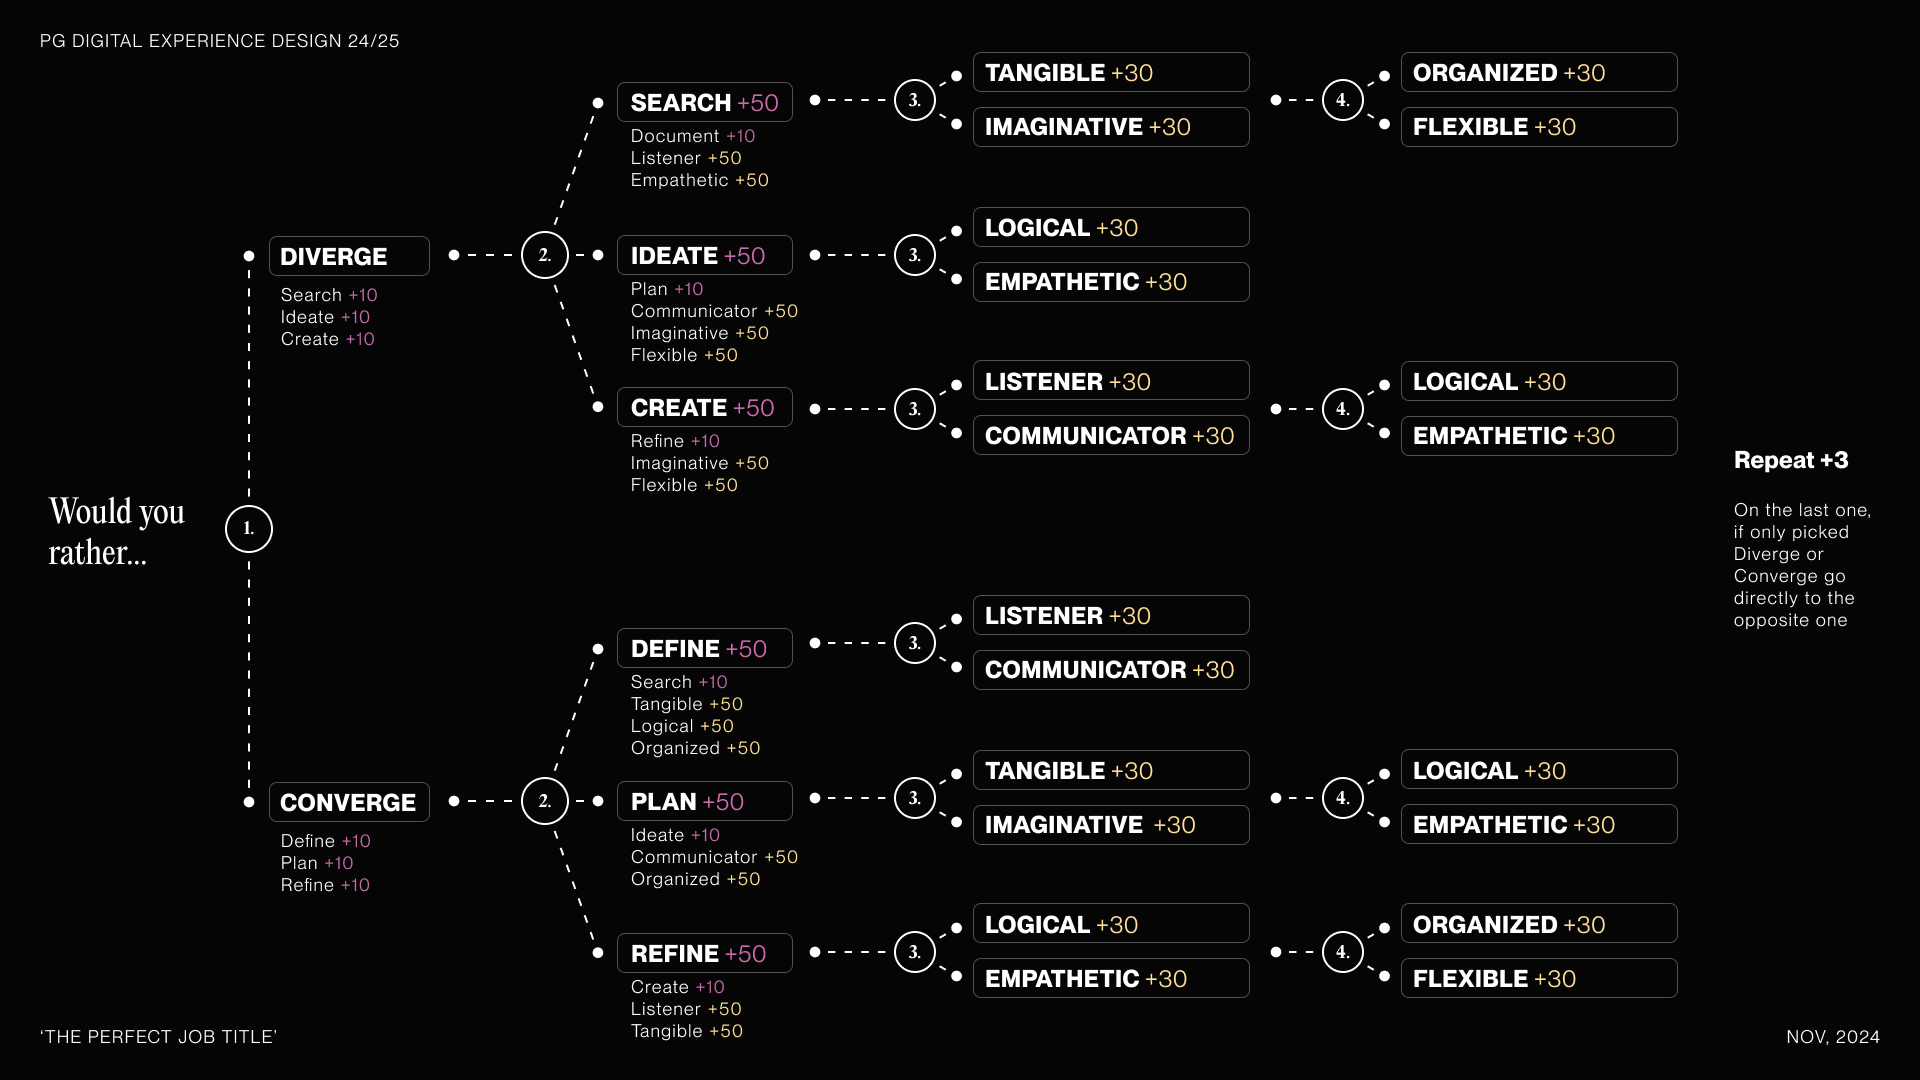 PG DIGITAL EXPERIENCE DESIGN 24/25
Would you
rather...
1.
DIVERGE
Search +10
Ideate +10
Create +10
2.
SEARCH +50
Document +10
Listener +50
Empathetic +50
3.
TANGIBLE +30
IMAGINATIVE +30
4.
ORGANIZED +30
FLEXIBLE +30
IDEATE +50
Plan +10
Communicator +50
Imaginative +50
Flexible +50
3.
LOGICAL +30
EMPATHETIC +30
CREATE +50
Refine +10
Imaginative +50
Flexible +50
3.
LISTENER +30
COMMUNICATOR +30
4.
LOGICAL +30
EMPATHETIC +30
CONVERGE
Define +10
Plan +10
Refine +10
2.
DEFINE +50
Search +10
Tangible +50
Logical +50
Organized +50
3.
LISTENER +30
COMMUNICATOR +30
PLAN +50
Ideate +10
Communicator +50
Organized +50
3.
TANGIBLE +30
IMAGINATIVE +30
4.
LOGICAL +30
EMPATHETIC +30
REFINE +50
Create +10
Listener +50
Tangible +50
3.
LOGICAL +30
EMPATHETIC +30
4.
ORGANIZED +30
FLEXIBLE +30
Repeat +3
On the last one,
if only picked
Diverge or
Converge go
directly to the
opposite one
‘THE PERFECT JOB TITLE’
NOV, 2024